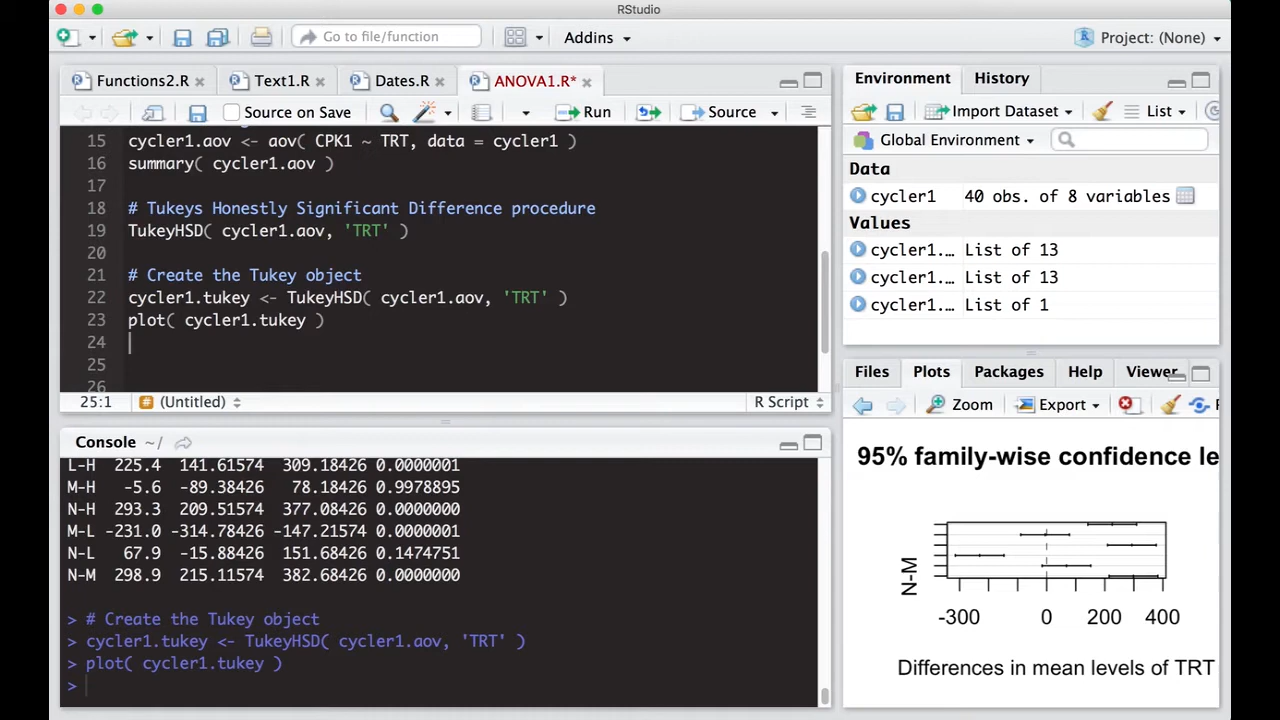 RStudio
Go to file/function
Addins
Project: (None)
Functions2.R
Text1.R
Dates.R
ANOVA1.R*
Source on Save
Run
Source
15 cycler1.aov <- aov( CPK1 ~ TRT, data = cycler1 )
16 summary( cycler1.aov )
17
18 # Tukeys Honestly Significant Difference procedure
19 TukeyHSD( cycler1.aov, 'TRT' )
20
21 # Create the Tukey object
22 cycler1.tukey <- TukeyHSD( cycler1.aov, 'TRT' )
23 plot( cycler1.tukey )
24
25
26
25:1 (Untitled) R Script
Console ~/
L-H 225.4 141.61574 309.18426 0.0000001
M-H -5.6 -89.38426 78.18426 0.9978895
N-H 293.3 209.51574 377.08426 0.0000000
M-L -231.0 -314.78426 -147.21574 0.0000001
N-L 67.9 -15.88426 151.68426 0.1474751
N-M 298.9 215.11574 382.68426 0.0000000
> # Create the Tukey object
> cycler1.tukey <- TukeyHSD( cycler1.aov, 'TRT' )
> plot( cycler1.tukey )
>
Environment History
Import Dataset List
Global Environment
Data
cycler1 40 obs. of 8 variables
Values
cycler1.… List of 13
cycler1.… List of 13
cycler1.… List of 1
Files Plots Packages Help Viewer
Zoom Export
95% family-wise confidence le
N-M
-300 0 200 400
Differences in mean levels of TRT